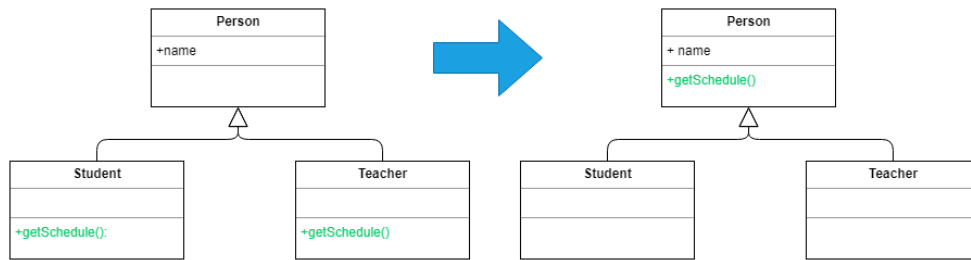 Person
+name
Student
+getSchedule():
Teacher
+getSchedule()
Person
+ name
+getSchedule()
Student
Teacher